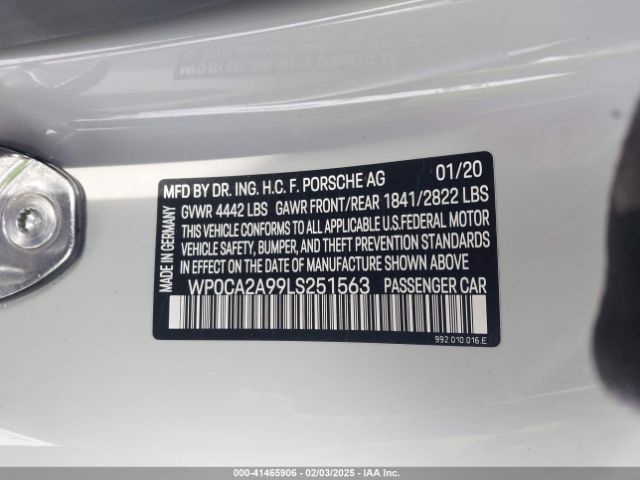 MFD BY DR. ING. H.C. F. PORSCHE AG 01/20
GVWR 4442 LBS GAWR FRONT/REAR 1841/2822 LBS
THIS VEHICLE CONFORMS TO ALL APPLICABLE U.S.FEDERAL MOTOR
VEHICLE SAFETY, BUMPER, AND THEFT PREVENTION STANDARDS
IN EFFECT ON THE DATE OF MANUFACTURE SHOWN ABOVE
WP0CA2A99LS251563 PASSENGER CAR
992.010.016.E
MADE IN GERMANY
00-41465906 - 02/03/2025 - IAA Inc.